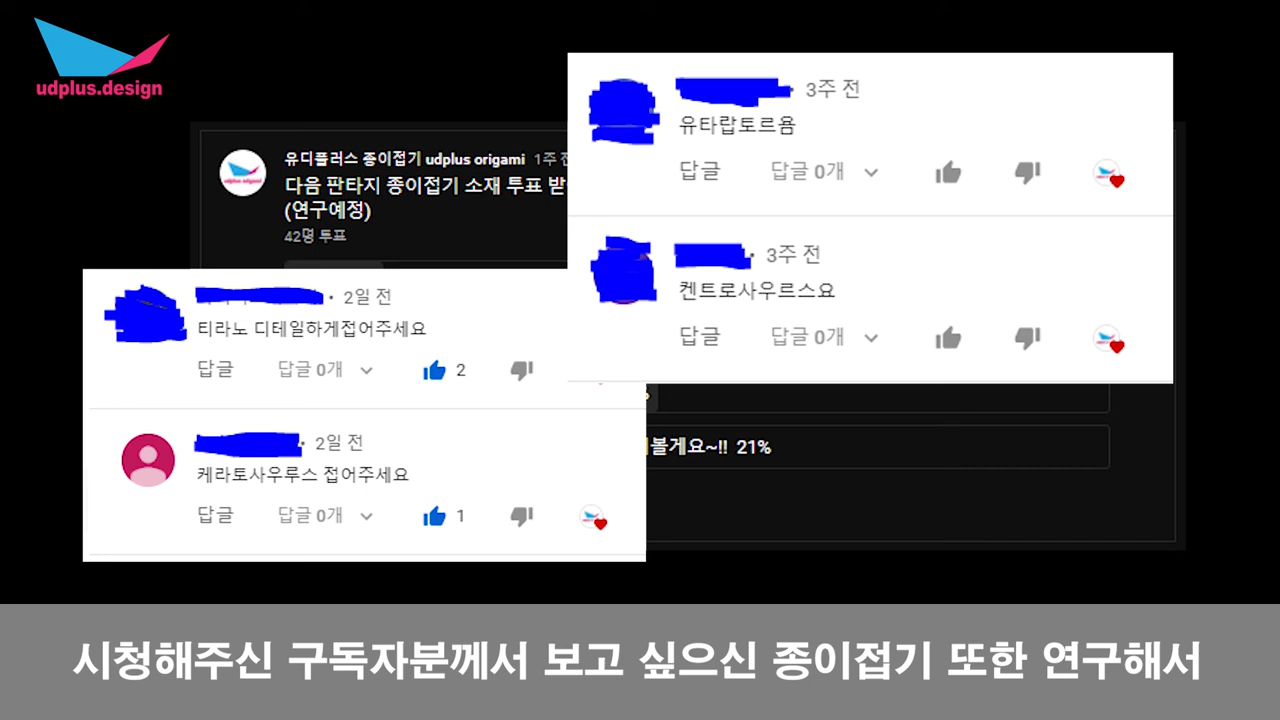 udplus.design
유디플러스 종이접기 udplus origami 1주 전
다음 판타지 종이접기 소재 투표
(연구예정)
42명 투표
3주 전
유타랍토르욤
답글 답글 0개
3주 전
켄트로사우르스요
답글 답글 0개
2일 전
티라노 디테일하게접어주세요
답글 답글 0개 2
2일 전
케라토사우루스 접어주세요
답글 답글 0개 1
볼게요~!! 21%
시청해주신 구독자분께서 보고 싶으신 종이접기 또한 연구해서